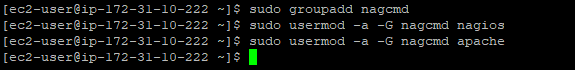 [ec2-user@ip-172-31-10-222 ~]$ sudo groupadd nagcmd
[ec2-user@ip-172-31-10-222 ~]$ sudo usermod -a -G nagcmd nagios
[ec2-user@ip-172-31-10-222 ~]$ sudo usermod -a -G nagcmd apache
[ec2-user@ip-172-31-10-222 ~]$